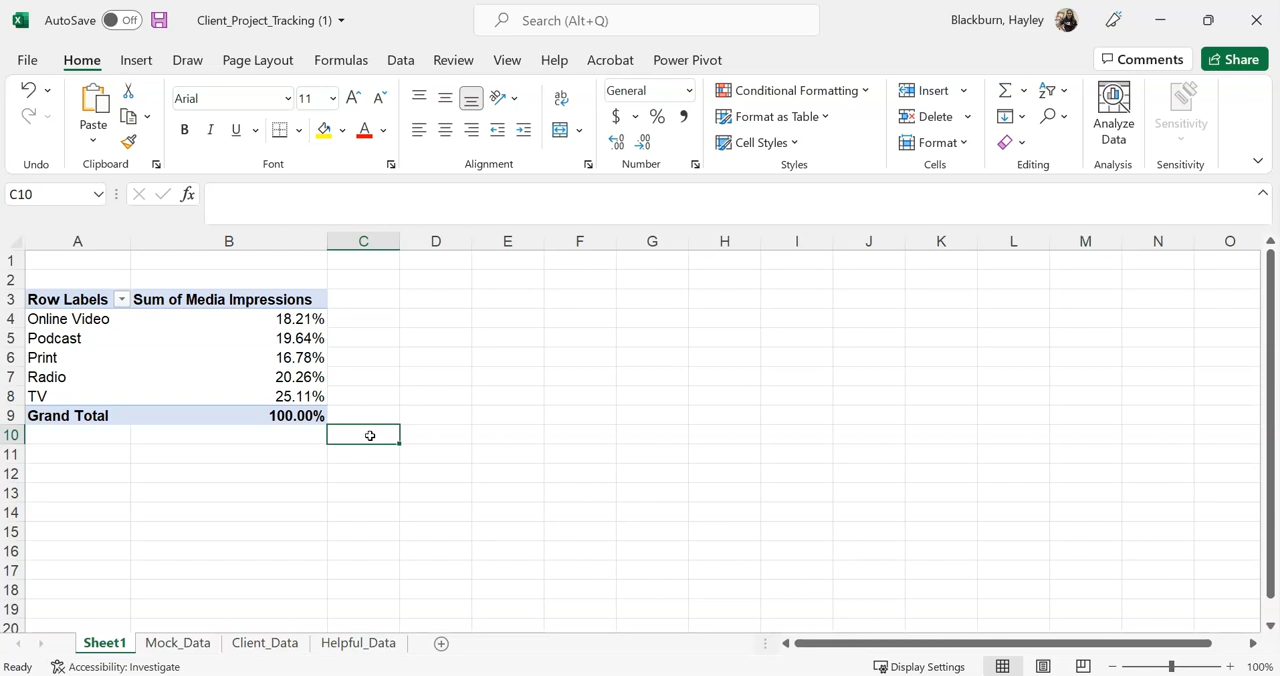 AutoSave Off Client_Project_Tracking (1) Search (Alt+Q) Blackburn, Hayley
File Home Insert Draw Page Layout Formulas Data Review View Help Acrobat Power Pivot Comments Share
Paste Arial 11 General Conditional Formatting Insert Analyze Data Sensitivity
B I U A $ % Format as Table Delete
Cell Styles Format
Undo Clipboard Font Alignment Number Styles Cells Editing Analysis Sensitivity
C10 fx
A B C D E F G H I J K L M N O
1
2
3 Row Labels Sum of Media Impressions
4 Online Video 18.21%
5 Podcast 19.64%
6 Print 16.78%
7 Radio 20.26%
8 TV 25.11%
9 Grand Total 100.00%
10
11
12
13
14
15
16
17
18
19
20
Sheet1 Mock_Data Client_Data Helpful_Data
Ready Accessibility: Investigate Display Settings 100%